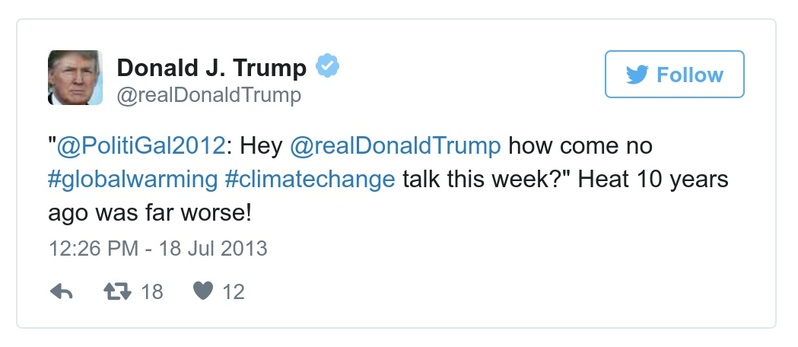 Donald J. Trump
@realDonaldTrump
Follow
"@PolitiGal2012: Hey @realDonaldTrump how come no
#globalwarming #climatechange talk this week?" Heat 10 years
ago was far worse!
12:26 PM - 18 Jul 2013
18 12